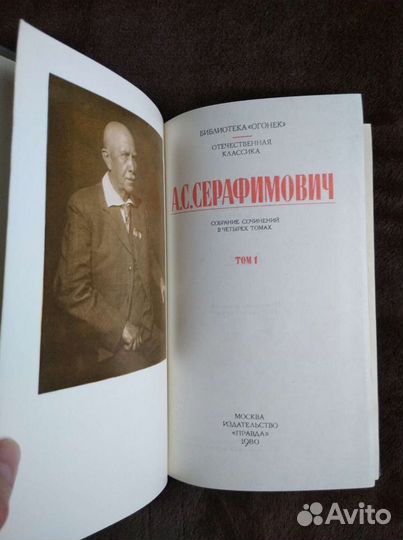 БИБЛИОТЕКА «ОГОНЕК»
ОТЕЧЕСТВЕННАЯ
КЛАССИКА
А.С.СЕРАФИМОВИЧ
СОБРАНИЕ СОЧИНЕНИЙ
В ЧЕТЫРЕХ ТОМАХ
ТОМ 1
МОСКВА
ИЗДАТЕЛЬСТВО
«ПРАВДА»
1980
Avito